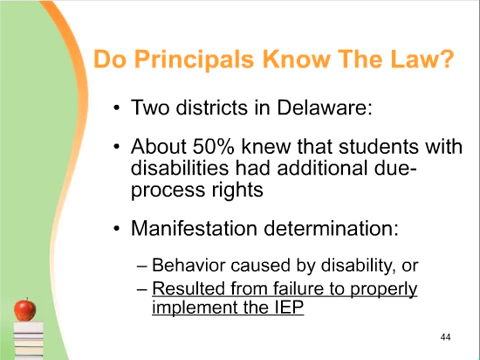 Do Principals Know The Law?
• Two districts in Delaware:
• About 50% knew that students with
disabilities had additional due-
process rights
• Manifestation determination:
– Behavior caused by disability, or
– Resulted from failure to properly
implement the IEP
44